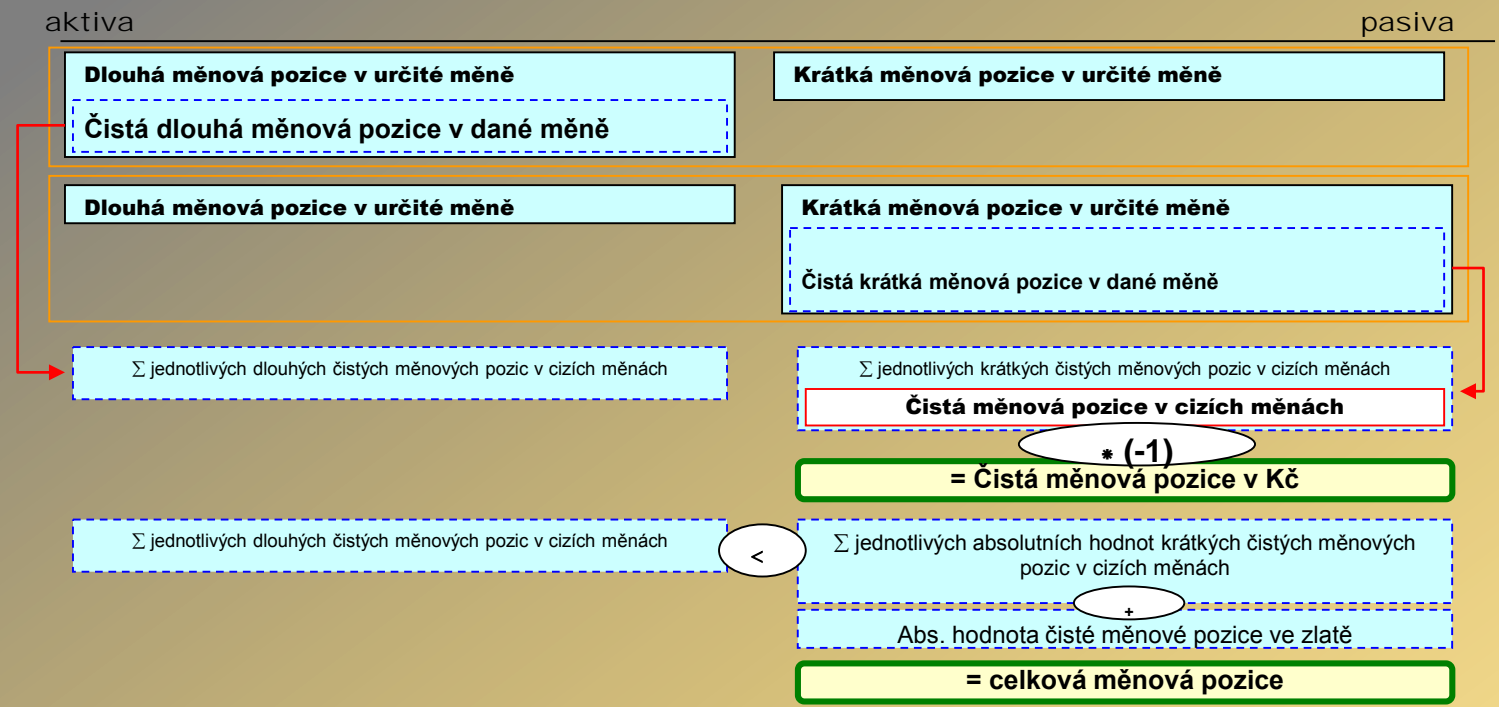 aktiva
pasiva
Dlouhá měnová pozice v určité měně
Krátká měnová pozice v určité měně
Čistá dlouhá měnová pozice v dané měně
Dlouhá měnová pozice v určité měně
Krátká měnová pozice v určité měně
Čistá krátká měnová pozice v dané měně
∑ jednotlivých dlouhých čistých měnových pozic v cizích měnách
∑ jednotlivých krátkých čistých měnových pozic v cizích měnách
Čistá měnová pozice v cizích měnách
* (-1)
= Čistá měnová pozice v Kč
∑ jednotlivých dlouhých čistých měnových pozic v cizích měnách
<
∑ jednotlivých absolutních hodnot krátkých čistých měnových
pozic v cizích měnách
+
Abs. hodnota čisté měnové pozice ve zlatě
= celková měnová pozice